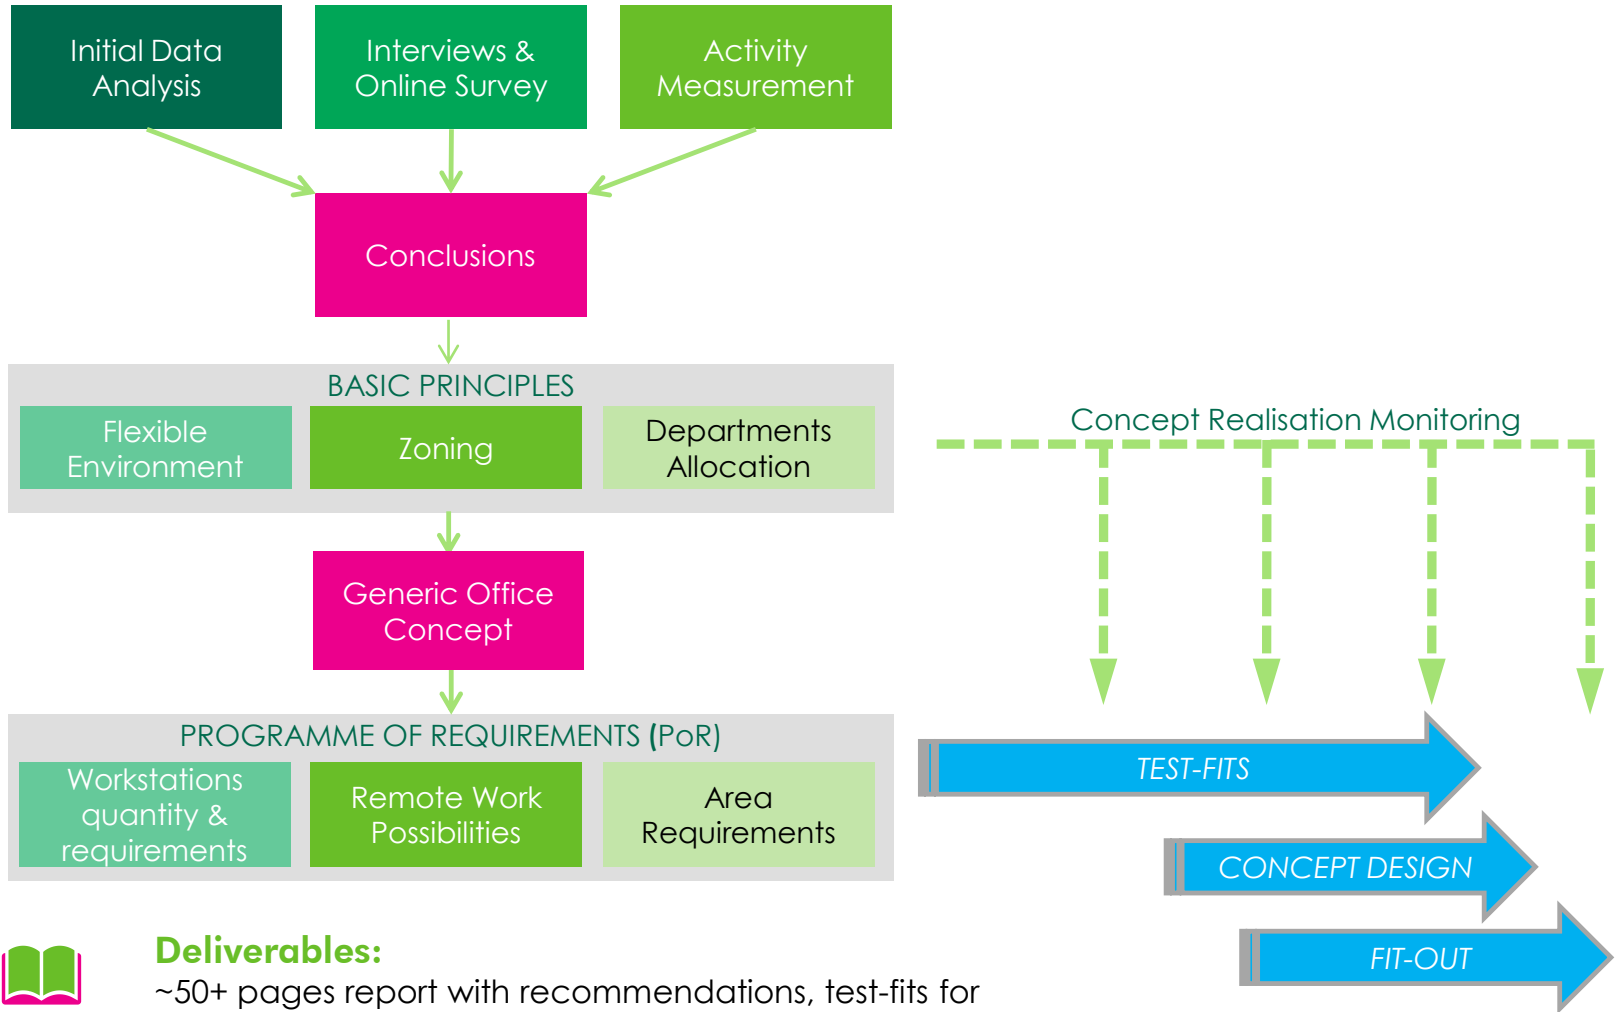 Initial Data
Analysis
Interviews &
Online Survey
Activity
Measurement
Conclusions
BASIC PRINCIPLES
Flexible
Environment
Zoning
Departments
Allocation
Generic Office
Concept
PROGRAMME OF REQUIREMENTS (PoR)
Workstations
quantity &
requirements
Remote Work
Possibilities
Area
Requirements
Concept Realisation Monitoring
TEST-FITS
CONCEPT DESIGN
FIT-OUT
Deliverables:
~50+ pages report with recommendations, test-fits for